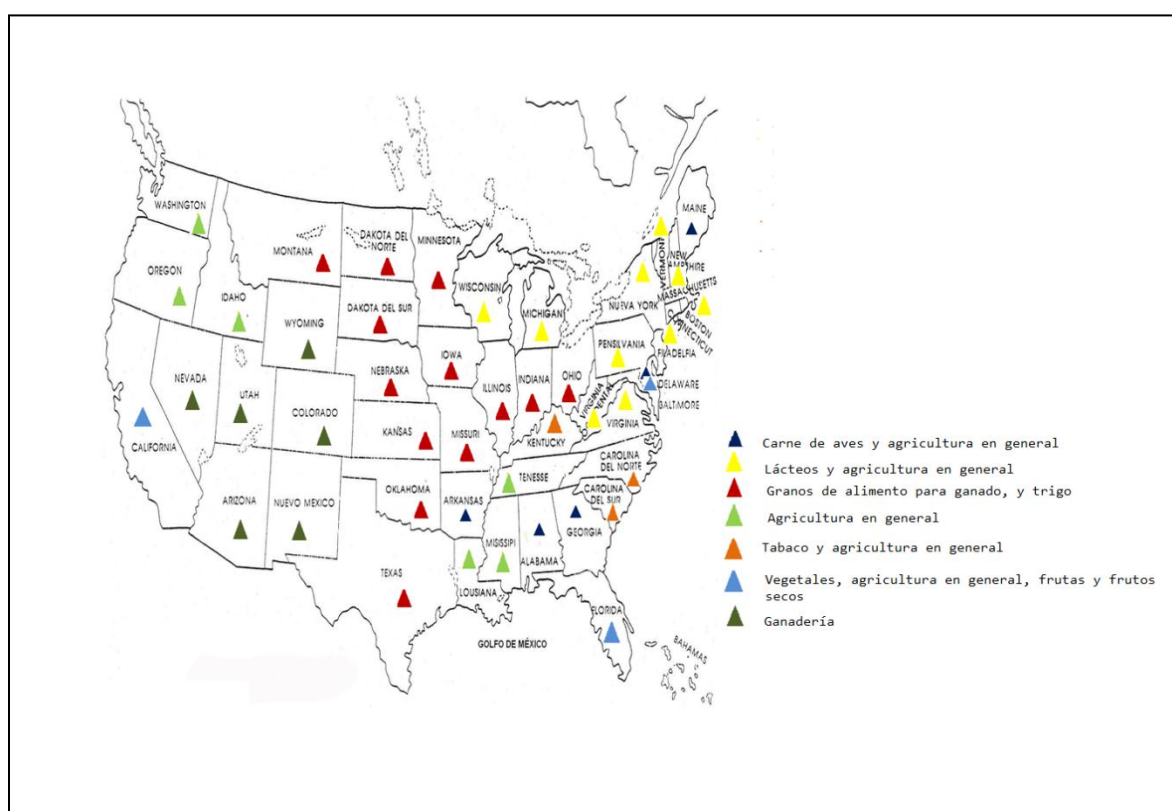 MAINE
WASHINGTON
MONTANA
DAKOTA DEL
NORTE
MINNESOTA
VERMONT
NEW
OREGON
IDAHO
WISCONSIN
MASSACHUSETTS
NUEVA YORK
BOSTON
CONNECTICUT
WYOMING
DAKOTA DEL SUR
MICHIGAN
PENSILVANIA
FILADELFIA
IOWA
NEVADA
UTAH
NEBRASKA
ILLINOIS
INDIANA
OHIO
DELAWARE
BALTIMORE
COLORADO
VIRGINIA
VIRGINIA
CALIFORNIA
KANSAS
MISSURI
KENTUCKY
CAROLINA
DEL NORTE
TENESSE
ARIZONA
NUEVO MEXICO
OKLAHOMA
ARKANSAS
CAROLINA
DEL SUR
GEORGIA
MISISSIPI
ALABAMA
TEXAS
LOUSIANA
FLORIDA
GOLFO DE MÉXICO
BAHAMAS
Carne de aves y agricultura en general
Lácteos y agricultura en general
Granos de alimento para ganado, y trigo
Agricultura en general
Tabaco y agricultura en general
Vegetales, agricultura en general, frutas y frutos
secos
Ganadería